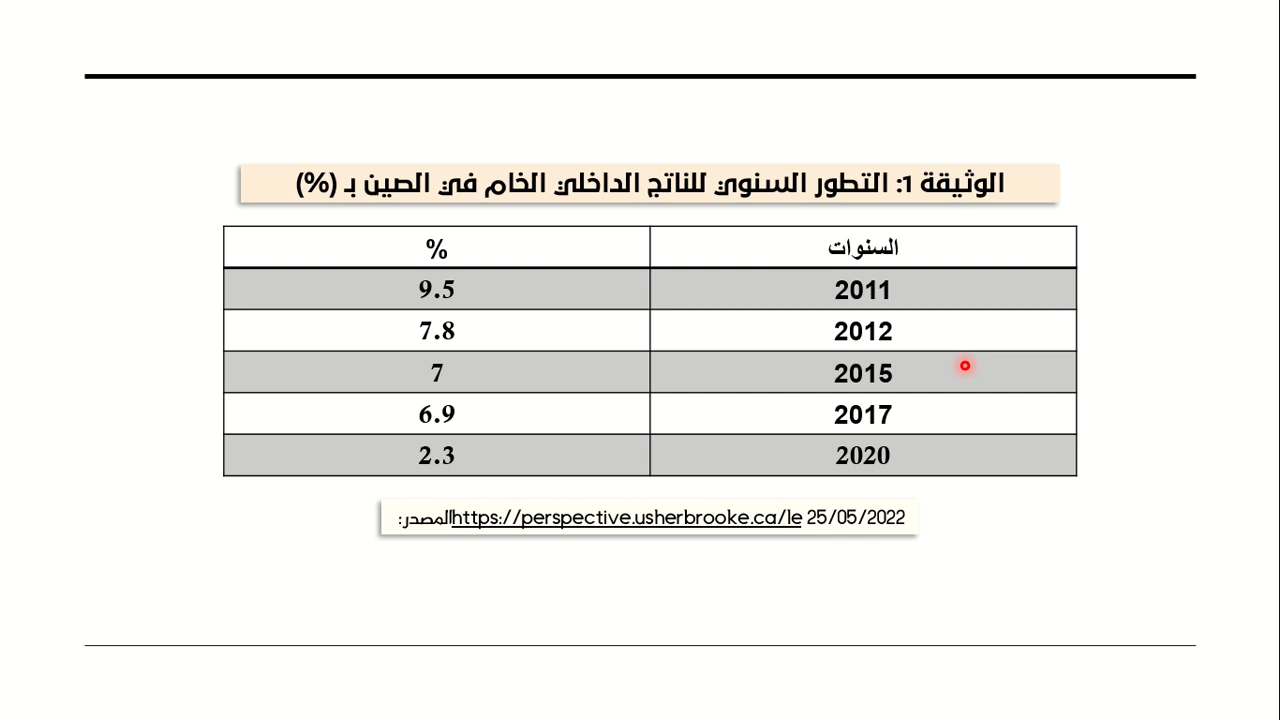 الوثيقة 1: التطور السنوي للناتج الداخلي الخام في الصين بـ (%)
السنوات %
2011 9.5
2012 7.8
2015 7
2017 6.9
2020 2.3
المصدر: https://perspective.usherbrooke.ca/le 25/05/2022